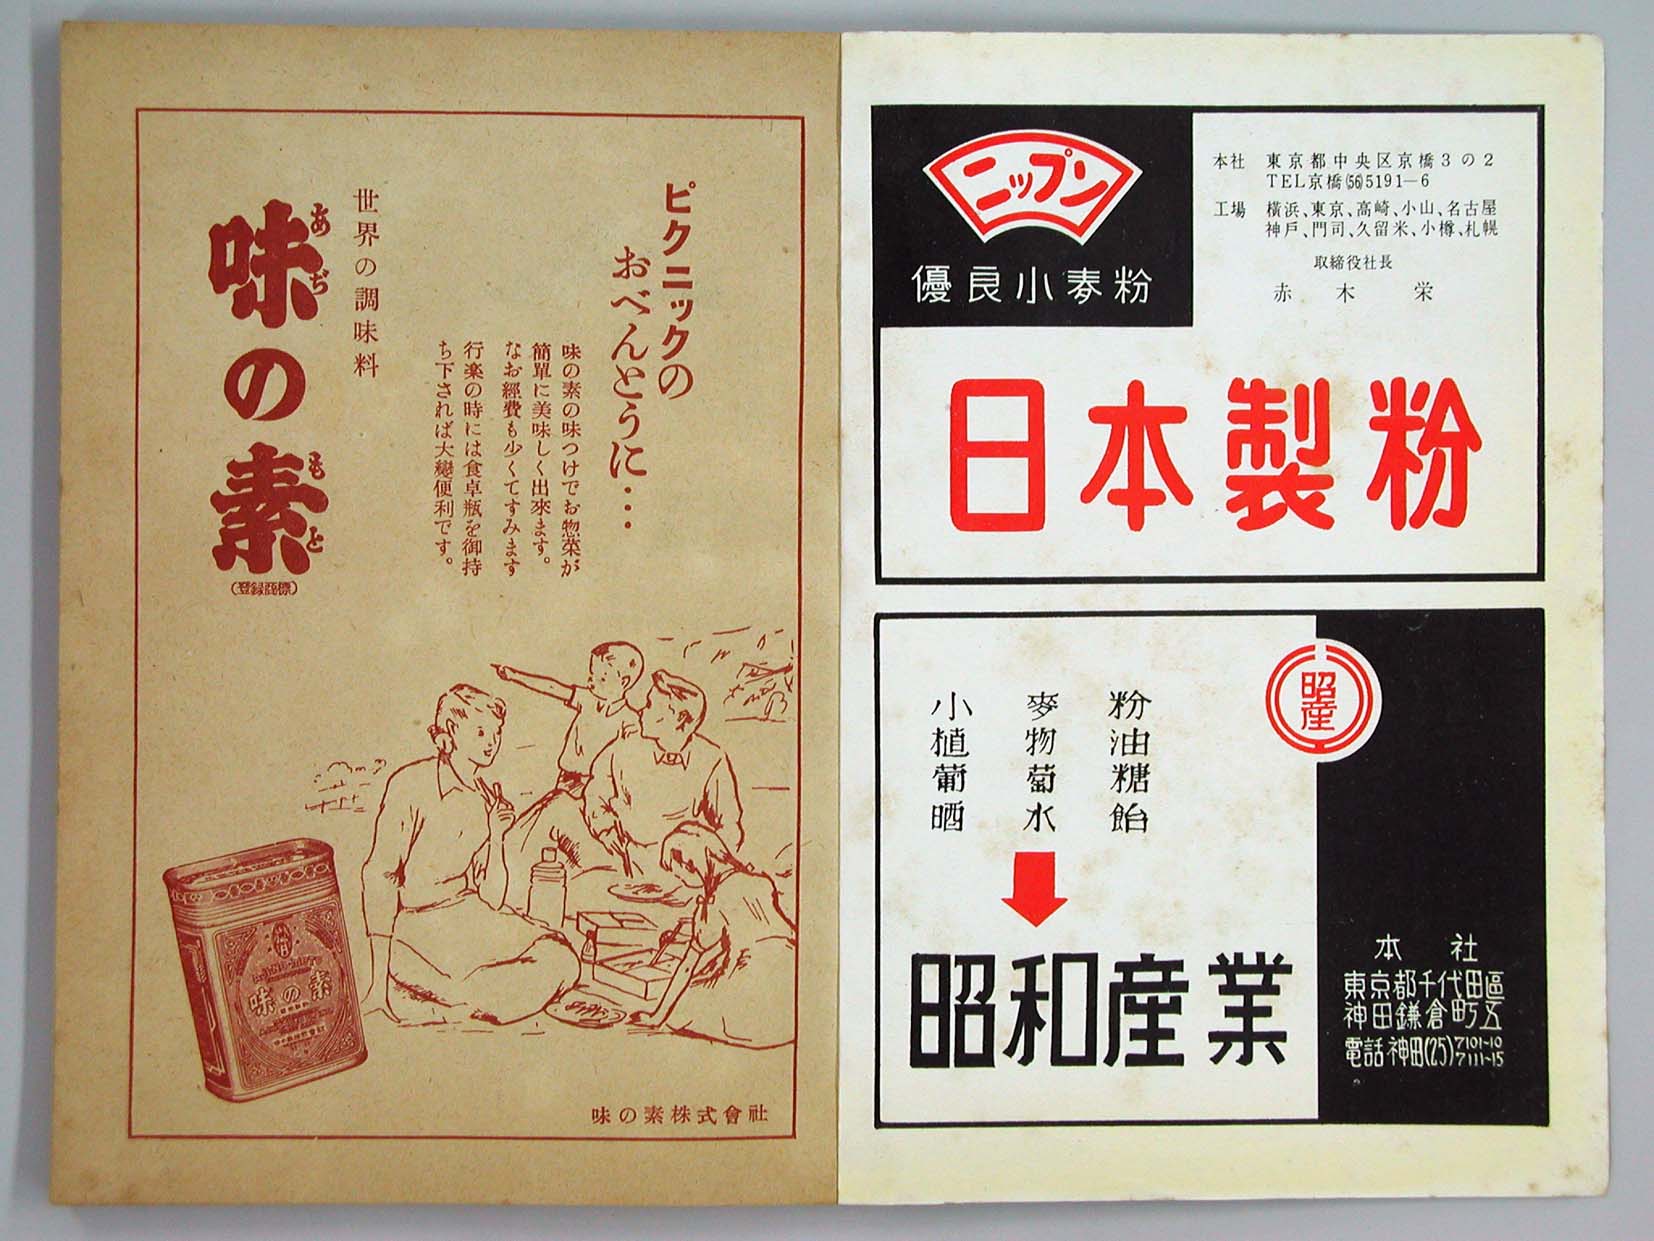 ピクニックの
おべんとうに…
味の素の味つけでお惣菜が
簡單に美味しく出來ます。
なお經費も少くてすみます
行楽の時には食卓瓶を御持
ち下されば大變便利です。
世界の調味料
味の素
あぢ
もと
(登録商標)
味の素
味の素株式會社
ニップン
優良小麦粉
本社 東京都中央区京橋3の2
TEL京橋(56)5191—6
工場 横浜、東京、高崎、小山、名古屋
神戸、門司、久留米、小樽、札幌
取締役社長
赤木 栄
日本製粉
昭産
小麥粉
植物油
葡萄糖
晒水飴
昭和産業
本社
東京都千代田區
神田鎌倉町五
電話神田(25)7101~10
7111~15